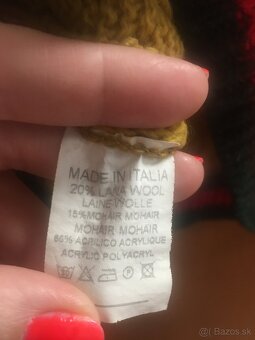 MADE IN ITALIA
20% LANA WOOL
LAINE WOLLE
15% MOHAIR MOHAIR
MOHAIR MOHAIR
65% ACRILICO ACRYLIQUE
ACRYLIC POLYACRYL
Bazos.sk